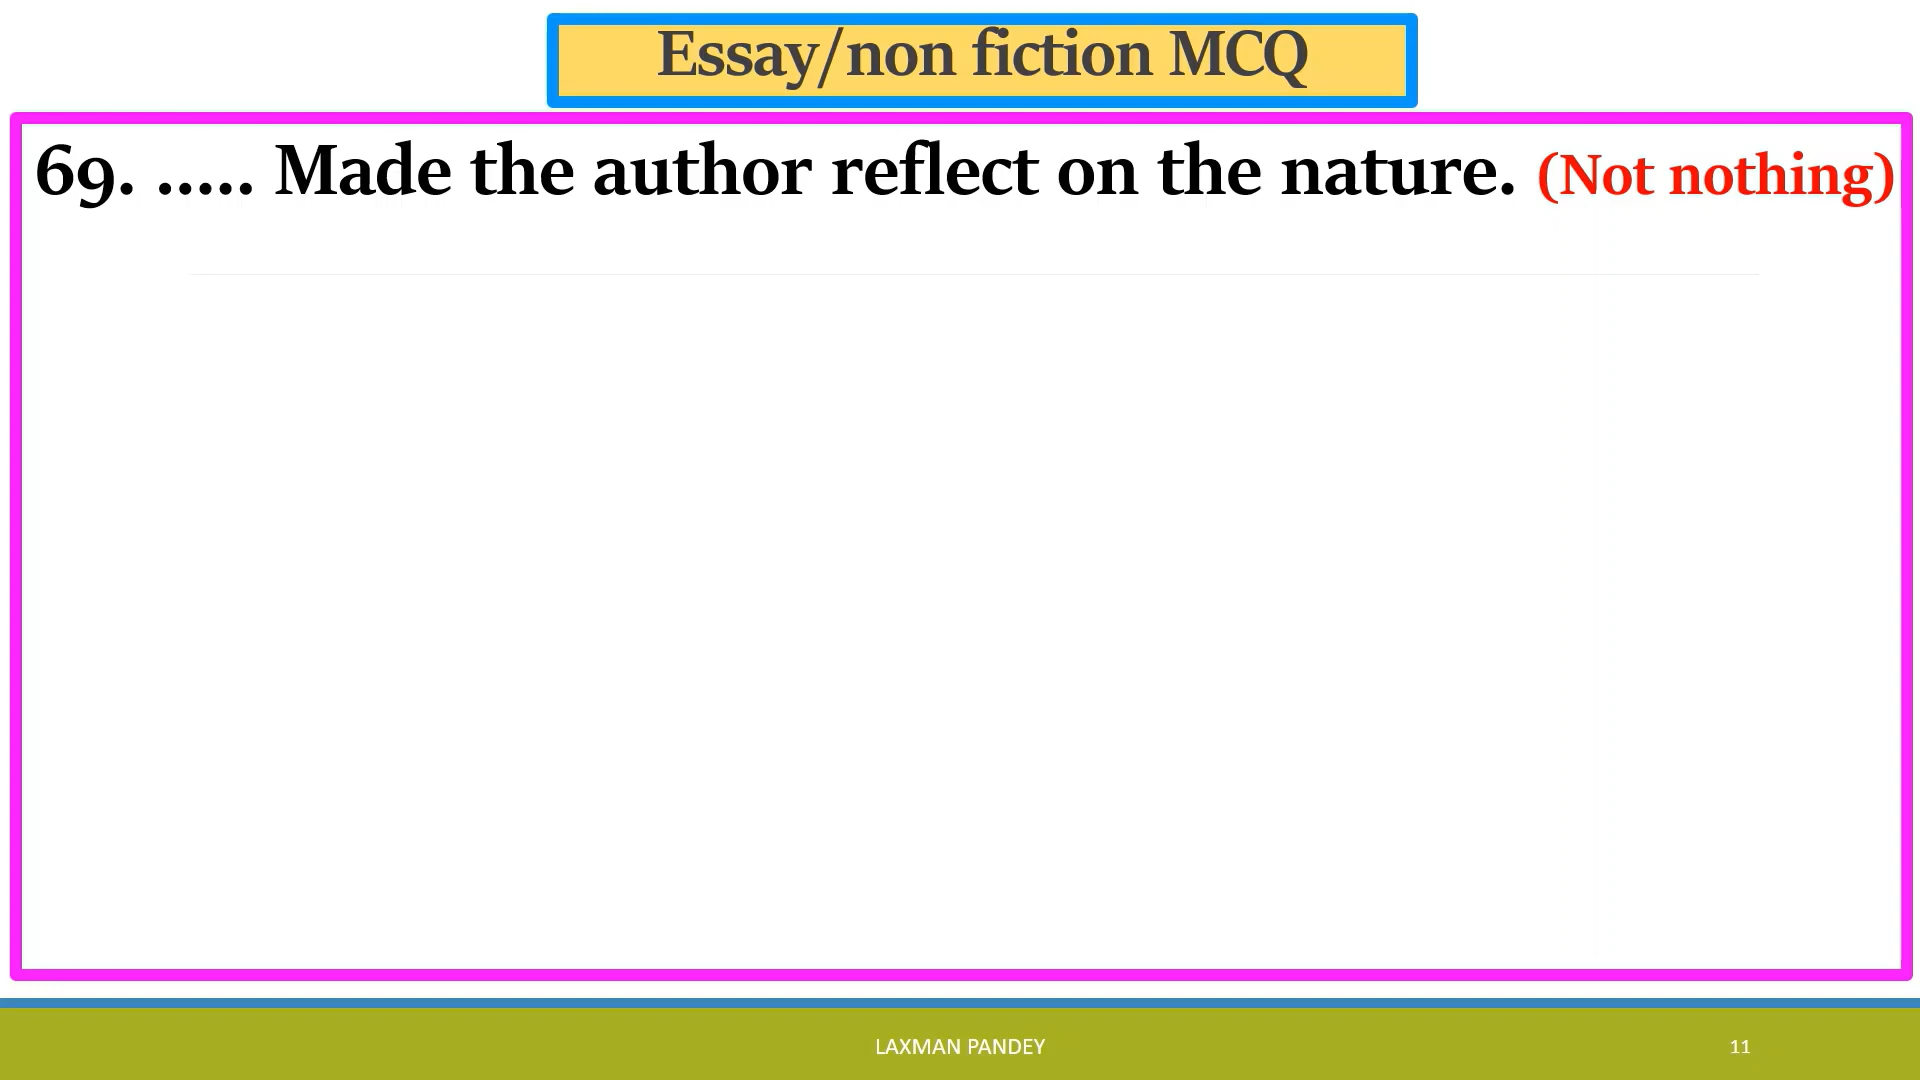 Essay/non fiction MCQ
69. ..... Made the author reflect on the nature. (Not nothing)
LAXMAN PANDEY
11